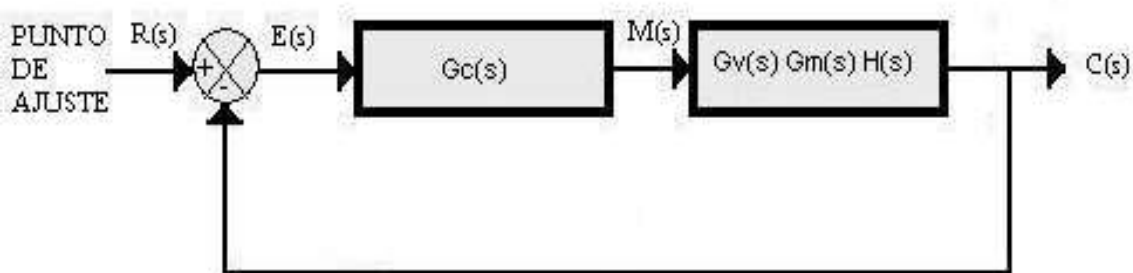 PUNTO
DE
AJUSTE
R(s)
+
-
E(s)
Gc(s)
M(s)
Gv(s) Gm(s) H(s)
C(s)